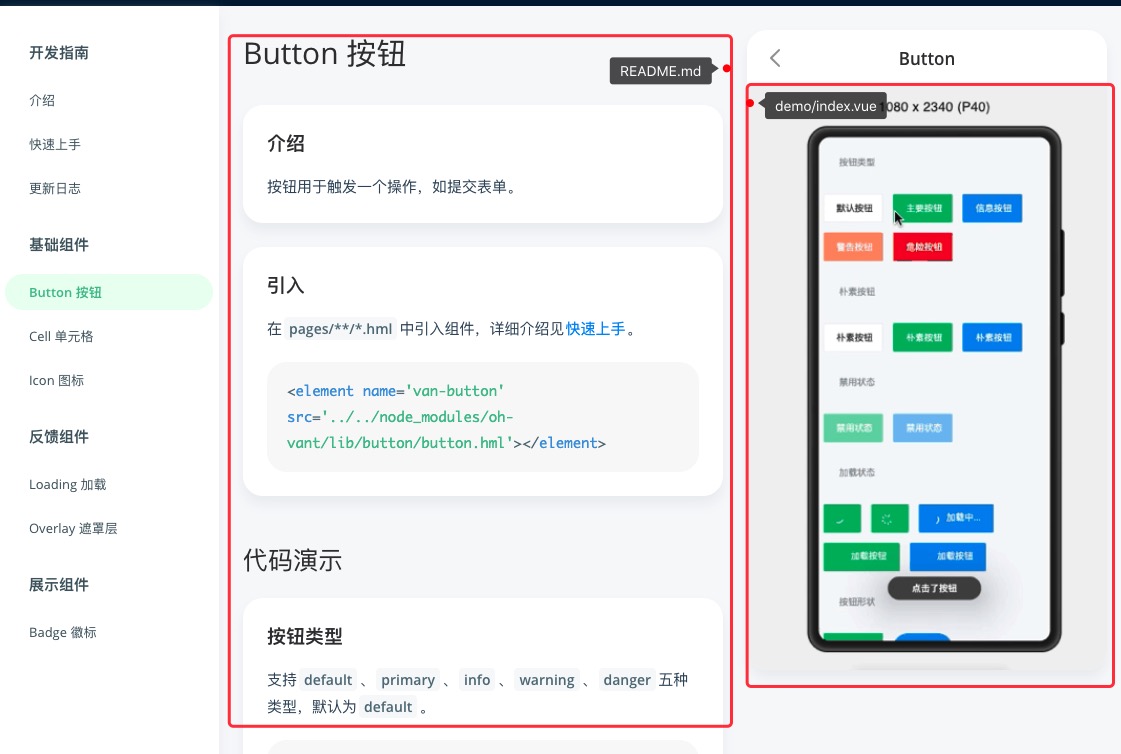 开发指南
介绍
快速上手
更新日志
基础组件
Button 按钮
Cell 单元格
Icon 图标
反馈组件
Loading 加载
Overlay 遮罩层
展示组件
Badge 徽标
Button 按钮
README.md
介绍
按钮用于触发一个操作，如提交表单。
引入
在 pages/**/*.hml 中引入组件，详细介绍见快速上手。
<element name='van-button'
src='../../node_modules/oh-
vant/lib/button/button.hml'></element>
代码演示
按钮类型
支持 default 、 primary 、 info 、 warning 、 danger 五种
类型，默认为 default 。
Button
demo/index.vue
1080 x 2340 (P40)
按钮类型
默认按钮 主要按钮 信息按钮
警告按钮 危险按钮
朴素按钮
朴素按钮 朴素按钮 朴素按钮
禁用状态
禁用状态 禁用状态
加载状态
加载中...
加载按钮 加载按钮
点击了按钮
按钮形状